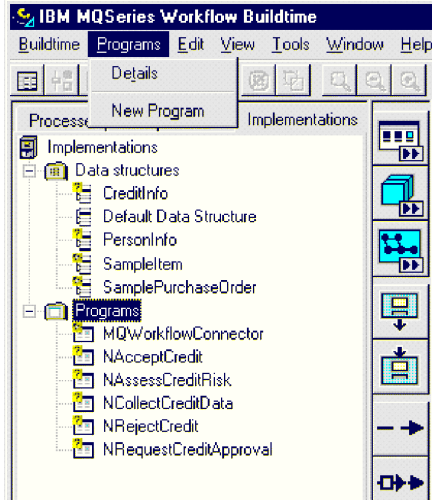 IBM MQSeries Workflow Buildtime
Buildtime Programs Edit View Tools Window Help
Details
New Program
Processe
Implementations
Implementations
Data structures
CreditInfo
Default Data Structure
PersonInfo
SampleItem
SamplePurchaseOrder
Programs
MQWorkflowConnector
NAcceptCredit
NAssessCreditRisk
NCollectCreditData
NRejectCredit
NRequestCreditApproval